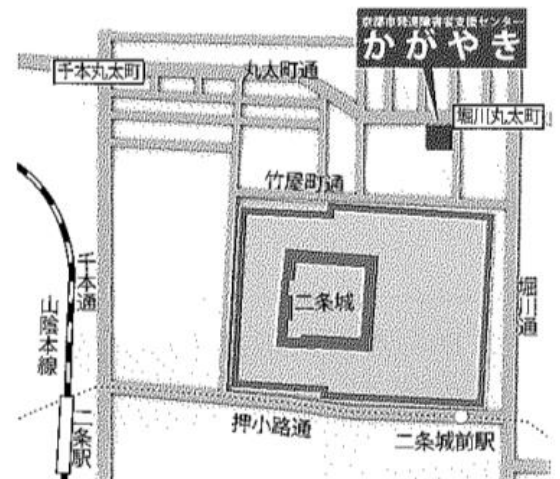 京都市発達障害者支援センター
かがやき
千本丸太町
丸太町通
堀川丸太町
竹屋町通
千本通
山陰本線
二条城
堀川通
二条駅
押小路通
二条城前駅